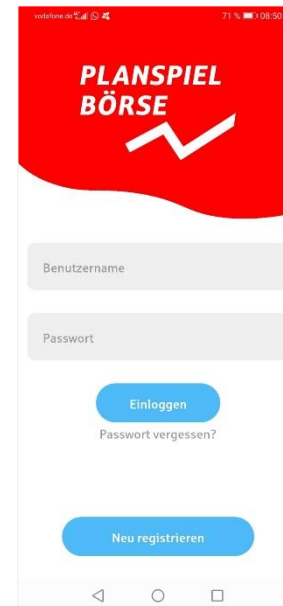 vodafone.de 71 % 08:50
PLANSPIEL
BÖRSE
Benutzername
Passwort
Einloggen
Passwort vergessen?
Neu registrieren